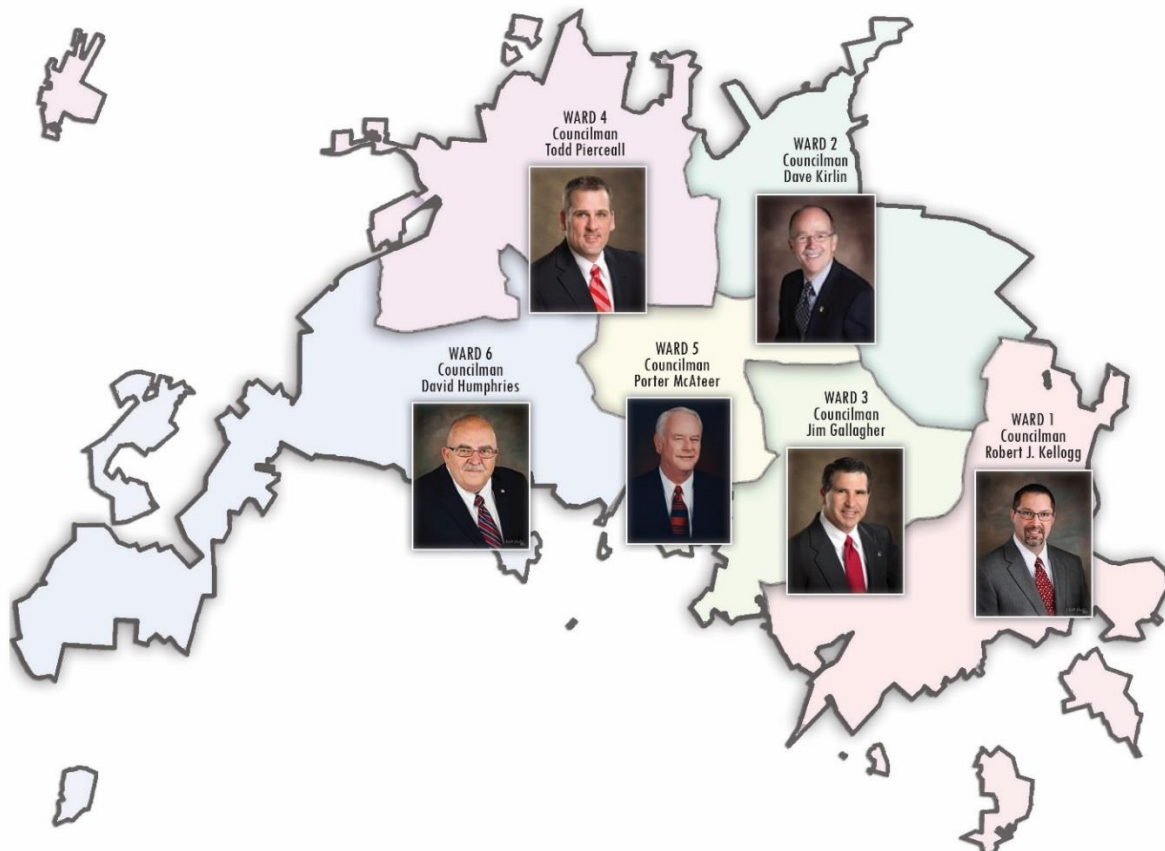 WARD 4
Councilman
Todd Pierceall
WARD 2
Councilman
Dave Kirlin
WARD 6
Councilman
David Humphries
WARD 5
Councilman
Porter McAteer
WARD 3
Councilman
Jim Gallagher
WARD 1
Councilman
Robert J. Kellogg